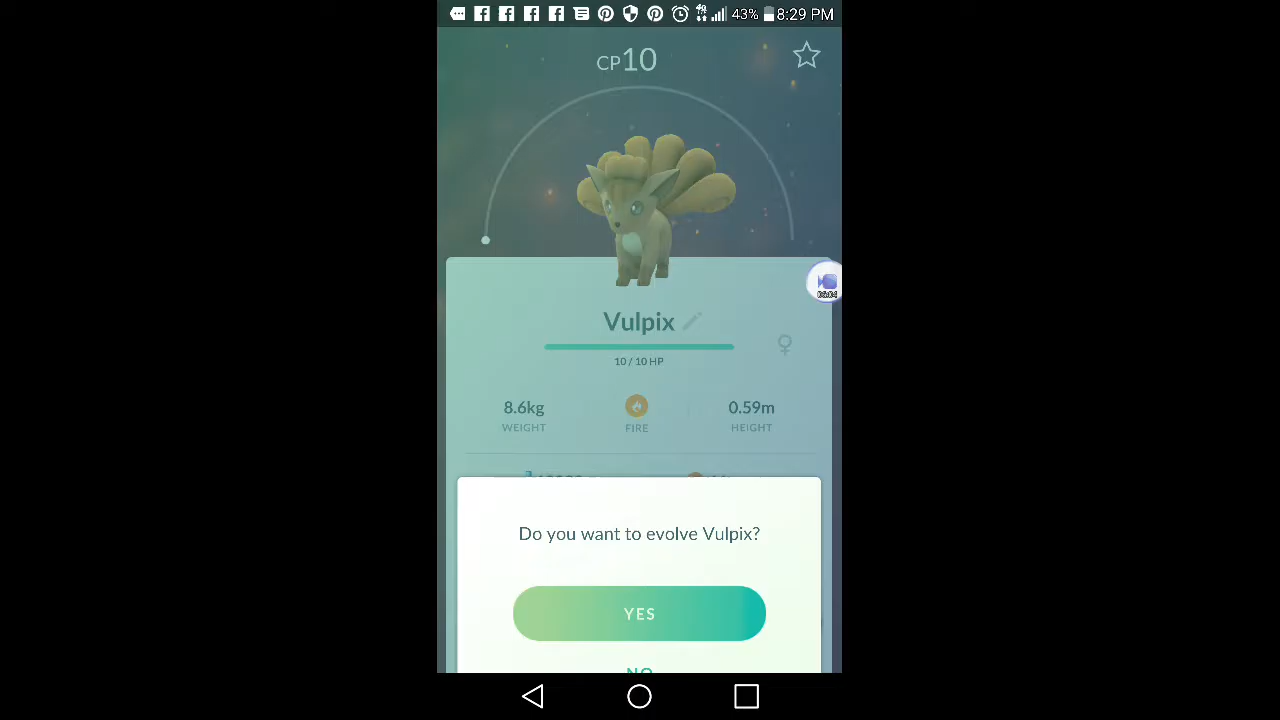 43% 8:29 PM
CP10
Vulpix
10 / 10 HP
8.6kg
WEIGHT
FIRE
0.59m
HEIGHT
Do you want to evolve Vulpix?
YES
NO